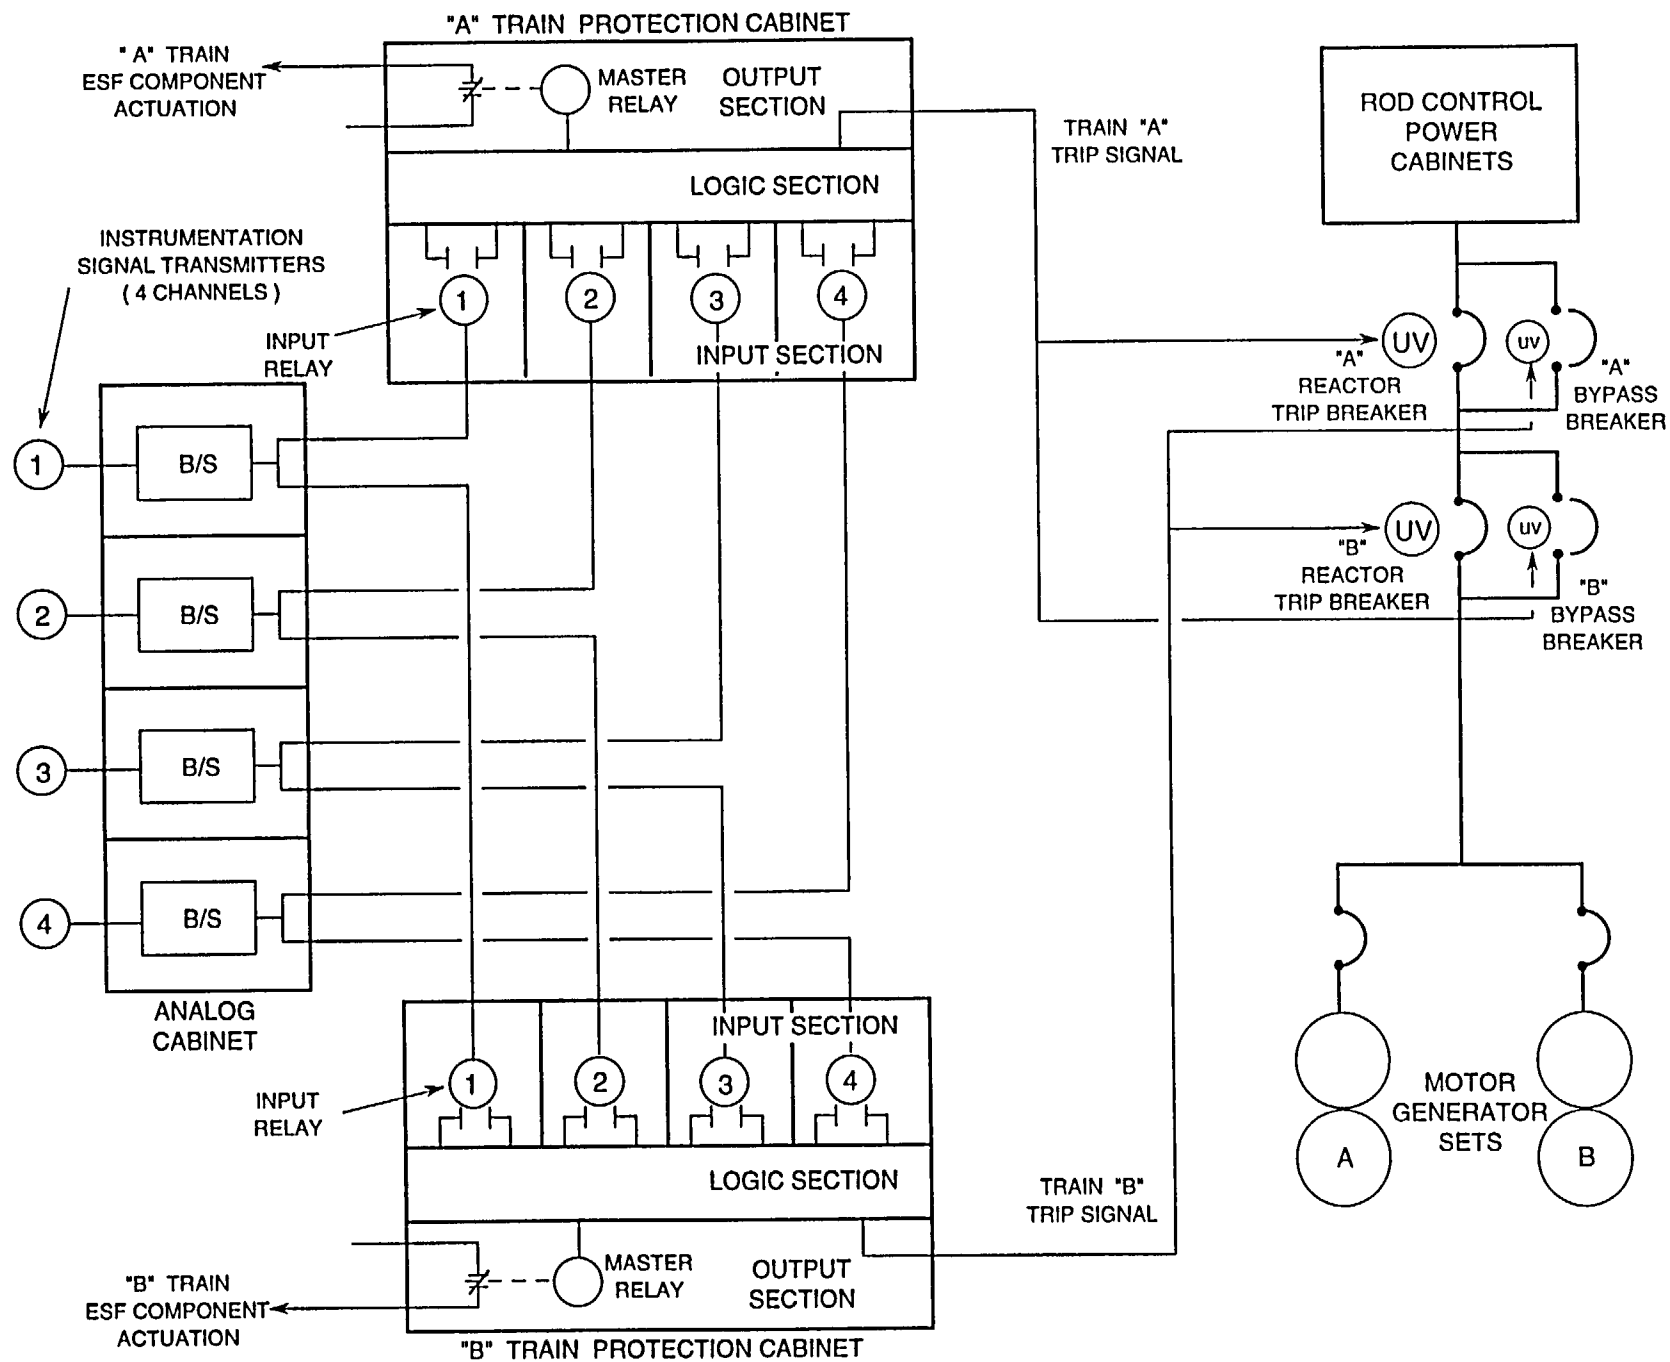 "A" TRAIN PROTECTION CABINET
"A" TRAIN
ESF COMPONENT
ACTUATION
MASTER
RELAY
OUTPUT
SECTION
LOGIC SECTION
1
2
3
4
INPUT SECTION
INPUT
RELAY
INSTRUMENTATION
SIGNAL TRANSMITTERS
( 4 CHANNELS )
1
B/S
2
B/S
3
B/S
4
B/S
ANALOG
CABINET
INPUT SECTION
1
2
3
4
INPUT
RELAY
LOGIC SECTION
MASTER
RELAY
OUTPUT
SECTION
"B" TRAIN
ESF COMPONENT
ACTUATION
"B" TRAIN PROTECTION CABINET
TRAIN "A"
TRIP SIGNAL
TRAIN "B"
TRIP SIGNAL
ROD CONTROL
POWER
CABINETS
UV
UV
"A"
REACTOR
TRIP BREAKER
"A"
BYPASS
BREAKER
UV
UV
"B"
REACTOR
TRIP BREAKER
"B"
BYPASS
BREAKER
MOTOR
GENERATOR
SETS
A
B